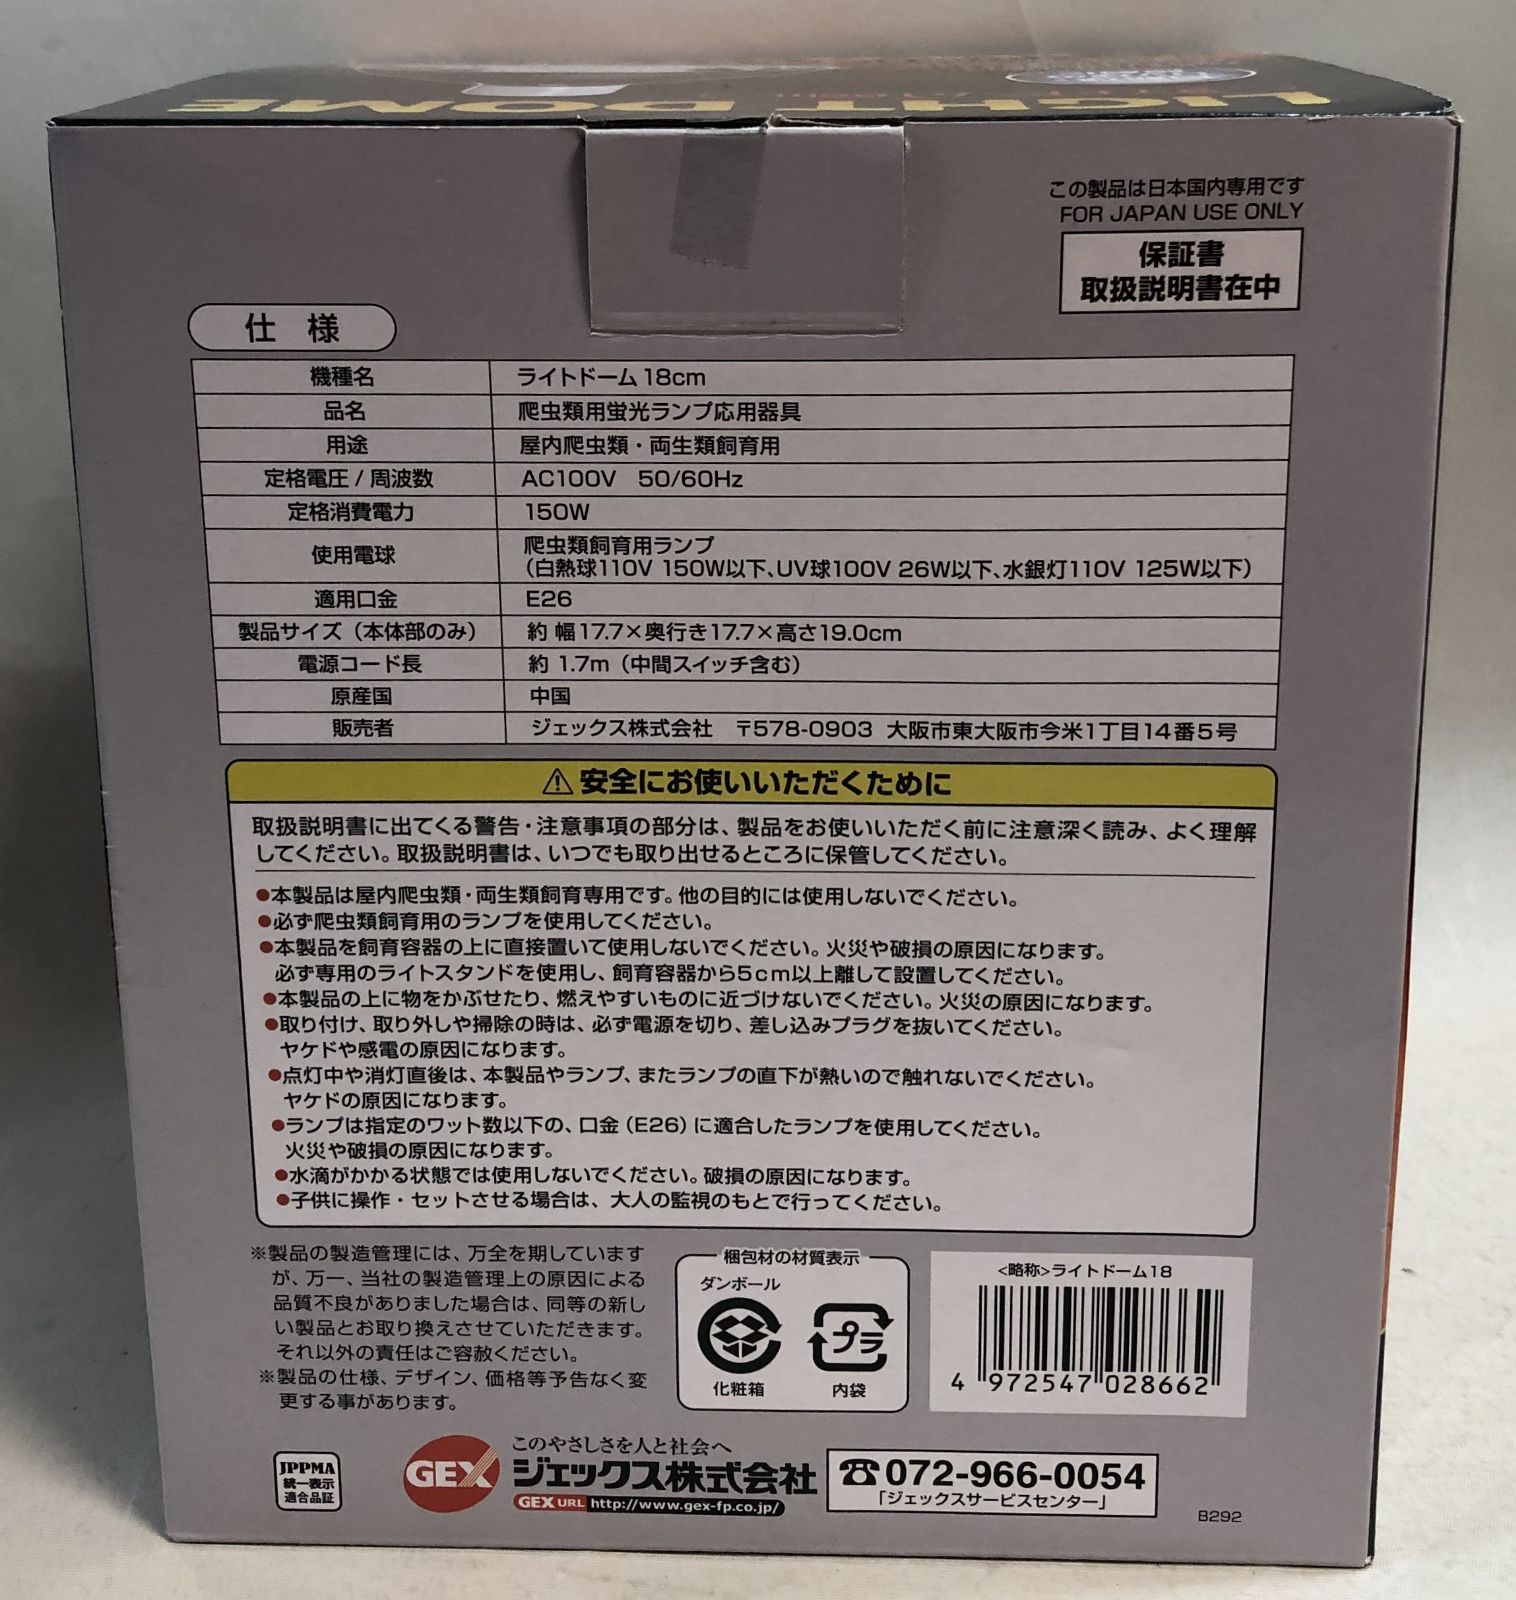 LIGHT DOME
この製品は日本国内専用です
FOR JAPAN USE ONLY
保証書
取扱説明書在中
仕様
機種名 ライトドーム 18cm
品名 爬虫類用蛍光ランプ応用器具
用途 屋内爬虫類・両生類飼育用
定格電圧 / 周波数 AC100V 50/60Hz
定格消費電力 150W
使用電球 爬虫類飼育用ランプ
(白熱球110V 150W以下、UV球100V 26W以下、水銀灯110V 125W以下)
適用口金 E26
製品サイズ（本体部のみ） 約 幅17.7×奥行き17.7×高さ19.0cm
電源コード長 約 1.7m（中間スイッチ含む）
原産国 中国
販売者 ジェックス株式会社 〒578-0903 大阪市東大阪市今米1丁目14番5号
⚠安全にお使いいただくために
取扱説明書に出てくる警告・注意事項の部分は、製品をお使いいただく前に注意深く読み、よく理解
してください。取扱説明書は、いつでも取り出せるところに保管してください。
●本製品は屋内爬虫類・両生類飼育専用です。他の目的には使用しないでください。
●必ず爬虫類飼育用のランプを使用してください。
●本製品を飼育容器の上に直接置いて使用しないでください。火災や破損の原因になります。
必ず専用のライトスタンドを使用し、飼育容器から5cm以上離して設置してください。
●本製品の上に物をかぶせたり、燃えやすいものに近づけないでください。火災の原因になります。
●取り付け、取り外しや掃除の時は、必ず電源を切り、差し込みプラグを抜いてください。
ヤケドや感電の原因になります。
●点灯中や消灯直後は、本製品やランプ、またランプの直下が熱いので触れないでください。
ヤケドの原因になります。
●ランプは指定のワット数以下の、口金（E26）に適合したランプを使用してください。
火災や破損の原因になります。
●水滴がかかる状態では使用しないでください。破損の原因になります。
●子供に操作・セットさせる場合は、大人の監視のもとで行ってください。
※製品の製造管理には、万全を期しています
が、万一、当社の製造管理上の原因による
品質不良がありました場合は、同等の新し
い製品とお取り換えさせていただきます。
それ以外の責任はご容赦ください。
※製品の仕様、デザイン、価格等予告なく変
更する事があります。
梱包材の材質表示
ダンボール
プラ
化粧箱 内袋
<略称>ライトドーム18
4 972547 028662
JPPMA
統一表示
適合品証
GEX
このやさしさを人と社会へ
ジェックス株式会社
GEX URL http://www.gex-fp.co.jp/
☎072-966-0054
「ジェックスサービスセンター」
B292